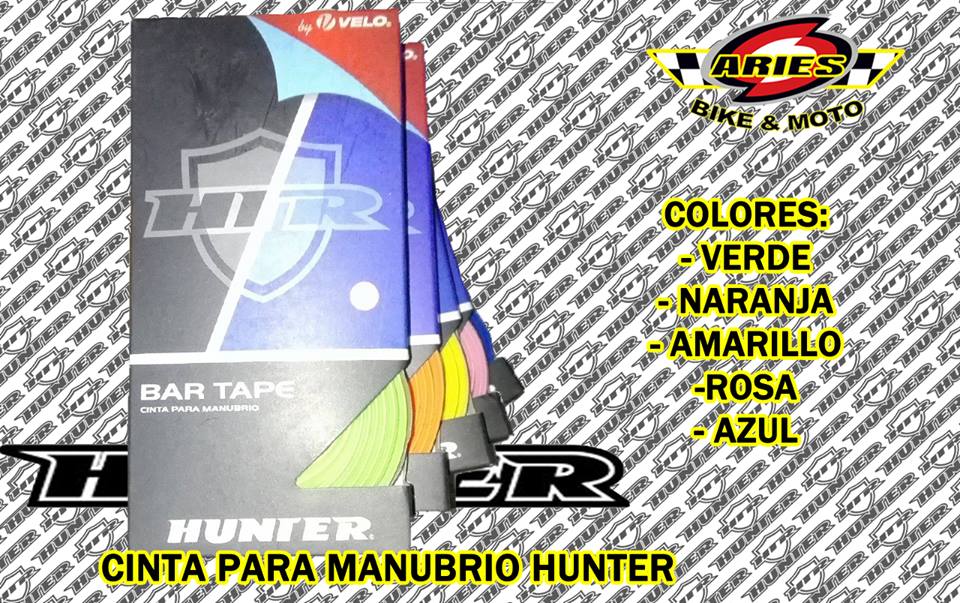 by VELO®
ARIES
BIKE & MOTO
HTR
COLORES:
- VERDE
- NARANJA
- AMARILLO
-ROSA
- AZUL
BAR TAPE
CINTA PARA MANUBRIO
HUNTER®
CINTA PARA MANUBRIO HUNTER